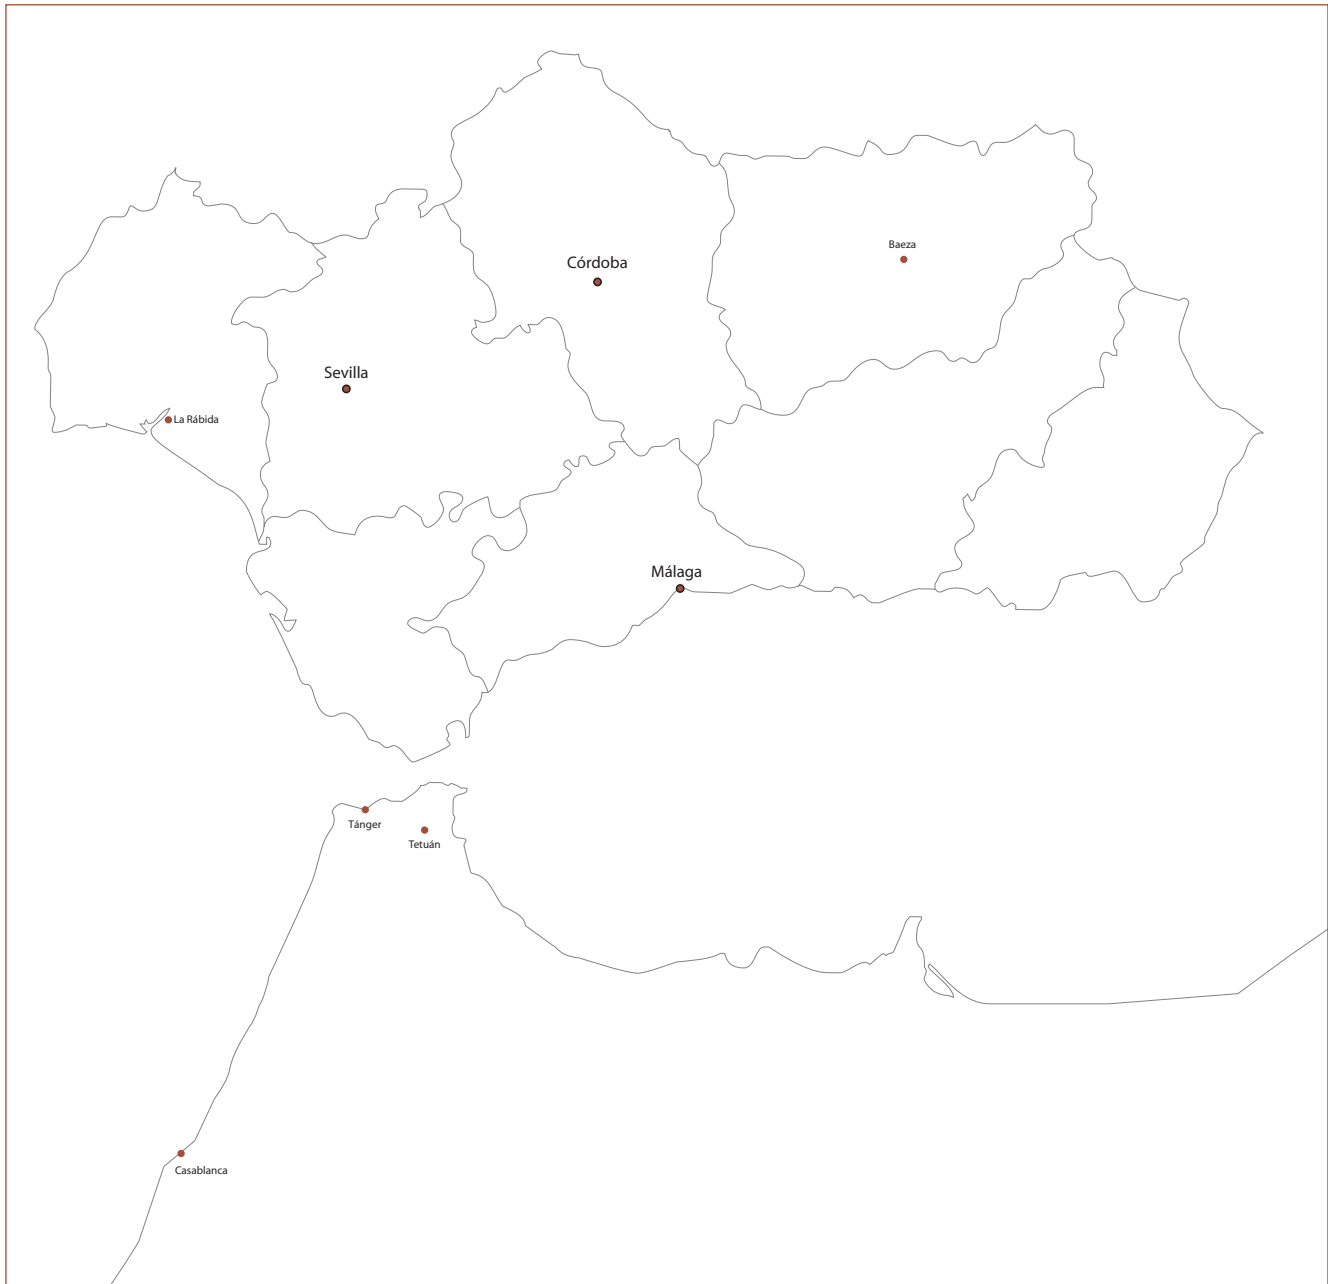 Baeza
Córdoba
Sevilla
La Rábida
Málaga
Tánger
Tetuán
Casablanca